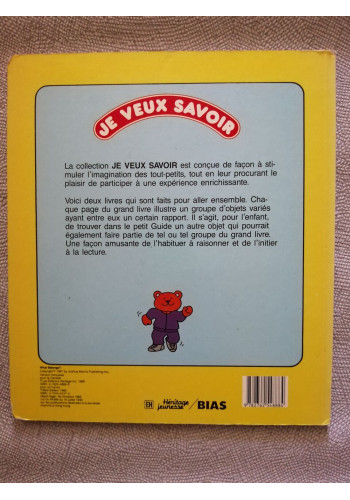 JE VEUX SAVOIR
La collection JE VEUX SAVOIR est conçue de façon à sti-
muler l'imagination des tout-petits, tout en leur procurant le
plaisir de participer à une expérience enrichissante.
Voici deux livres qui sont faits pour aller ensemble. Cha-
que page du grand livre illustre un groupe d'objets variés
ayant entre eux un certain rapport. Il s'agit, pour l'enfant,
de trouver dans le petit Guide un autre objet qui pourrait
également faire partie de tel ou tel groupe du grand livre.
Une façon amusante de l'habituer à raisonner et de l'initier
à la lecture.
Héritage
jeunesse / BIAS